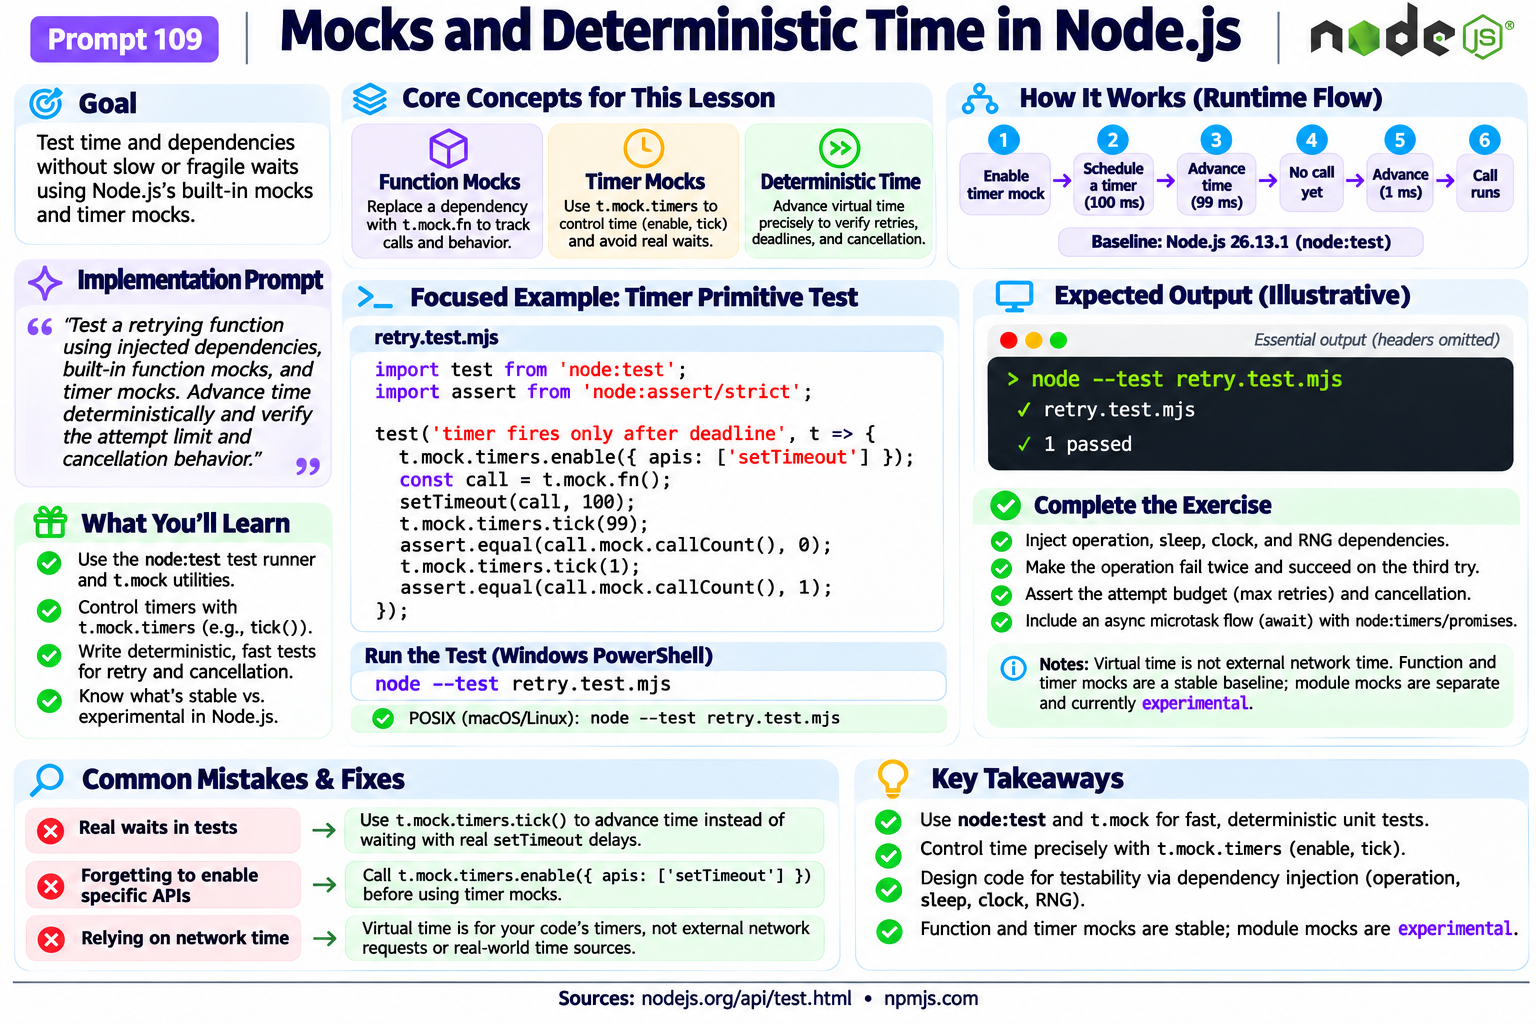 Prompt 109
Mocks and Deterministic Time in Node.js
node JS ®
Goal
Test time and dependencies
without slow or fragile waits
using Node.js's built-in mocks
and timer mocks.
Implementation Prompt
“
“Test a retrying function
using injected dependencies,
built-in function mocks, and
timer mocks. Advance time
deterministically and verify
the attempt limit and
cancellation behavior.”
”
What You'll Learn
Use the node:test test runner
and t.mock utilities.
Control timers with
t.mock.timers (e.g., tick()).
Write deterministic, fast tests
for retry and cancellation.
Know what's stable vs.
experimental in Node.js.
Core Concepts for This Lesson
Function Mocks
Replace a dependency
with t.mock.fn to track
calls and behavior.
Timer Mocks
Use t.mock.timers to
control time (enable, tick)
and avoid real waits.
Deterministic Time
Advance virtual time
precisely to verify retries,
deadlines, and cancellation.
How It Works (Runtime Flow)
1
Enable
timer mock
2
Schedule
a timer
(100 ms)
3
Advance
time
(99 ms)
4
No call
yet
5
Advance
(1 ms)
6
Call
runs
Baseline: Node.js 26.13.1 (node:test)
Focused Example: Timer Primitive Test
retry.test.mjs
import test from 'node:test';
import assert from 'node:assert/strict';
test('timer fires only after deadline', t => {
t.mock.timers.enable({ apis: ['setTimeout'] });
const call = t.mock.fn();
setTimeout(call, 100);
t.mock.timers.tick(99);
assert.equal(call.mock.callCount(), 0);
t.mock.timers.tick(1);
assert.equal(call.mock.callCount(), 1);
});
Run the Test (Windows PowerShell)
node --test retry.test.mjs
POSIX (macOS/Linux): node --test retry.test.mjs
Expected Output (Illustrative)
Essential output (headers omitted)
> node --test retry.test.mjs
✓ retry.test.mjs
✓ 1 passed
Complete the Exercise
Inject operation, sleep, clock, and RNG dependencies.
Make the operation fail twice and succeed on the third try.
Assert the attempt budget (max retries) and cancellation.
Include an async microtask flow (await) with node:timers/promises.
Notes: Virtual time is not external network time. Function and
timer mocks are a stable baseline; module mocks are separate
and currently experimental.
Common Mistakes & Fixes
Real waits in tests
Use t.mock.timers.tick() to advance time instead of
waiting with real setTimeout delays.
Forgetting to enable
specific APIs
Call t.mock.timers.enable({ apis: ['setTimeout'] })
before using timer mocks.
Relying on network time
Virtual time is for your code's timers, not external network
requests or real-world time sources.
Key Takeaways
Use node:test and t.mock for fast, deterministic unit tests.
Control time precisely with t.mock.timers (enable, tick).
Design code for testability via dependency injection (operation,
sleep, clock, RNG).
Function and timer mocks are stable; module mocks are experimental.
Sources: nodejs.org/api/test.html • npmjs.com